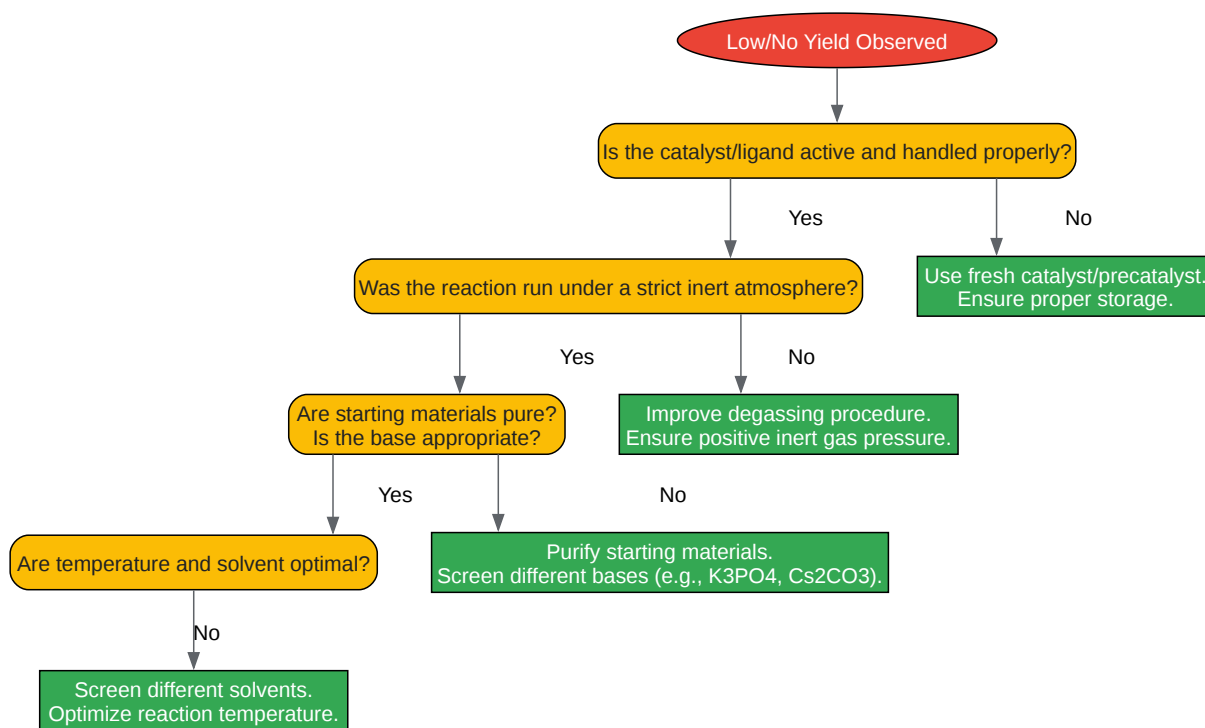 Low/No Yield Observed
Is the catalyst/ligand active and handled properly?
Yes
No
Use fresh catalyst/precatalyst.
Ensure proper storage.
Was the reaction run under a strict inert atmosphere?
Yes
No
Improve degassing procedure.
Ensure positive inert gas pressure.
Are starting materials pure?
Is the base appropriate?
Yes
No
Purify starting materials.
Screen different bases (e.g., K3PO4, Cs2CO3).
Are temperature and solvent optimal?
No
Screen different solvents.
Optimize reaction temperature.